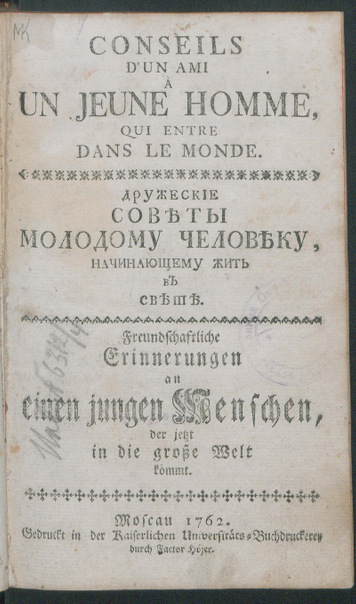 CONSEILS
D'UN AMI
À
UN JEUNE HOMME,
QUI ENTRE
DANS LE MONDE.
ДРУЖЕСКІЕ
СОВѢТЫ
МОЛОДОМУ ЧЕЛОВѢКУ,
НАЧИНАЮЩЕМУ ЖИТЬ
ВЪ
СВѢТѢ.
Freundschaftliche
Erinnerungen
an
einen jungen Menschen,
der jetzt
in die große Welt
kömmt.
Moscau 1762.
Gedruckt in der Kaiserlichen Universitäts-Buchdruckerey
durch Factor Höjer.